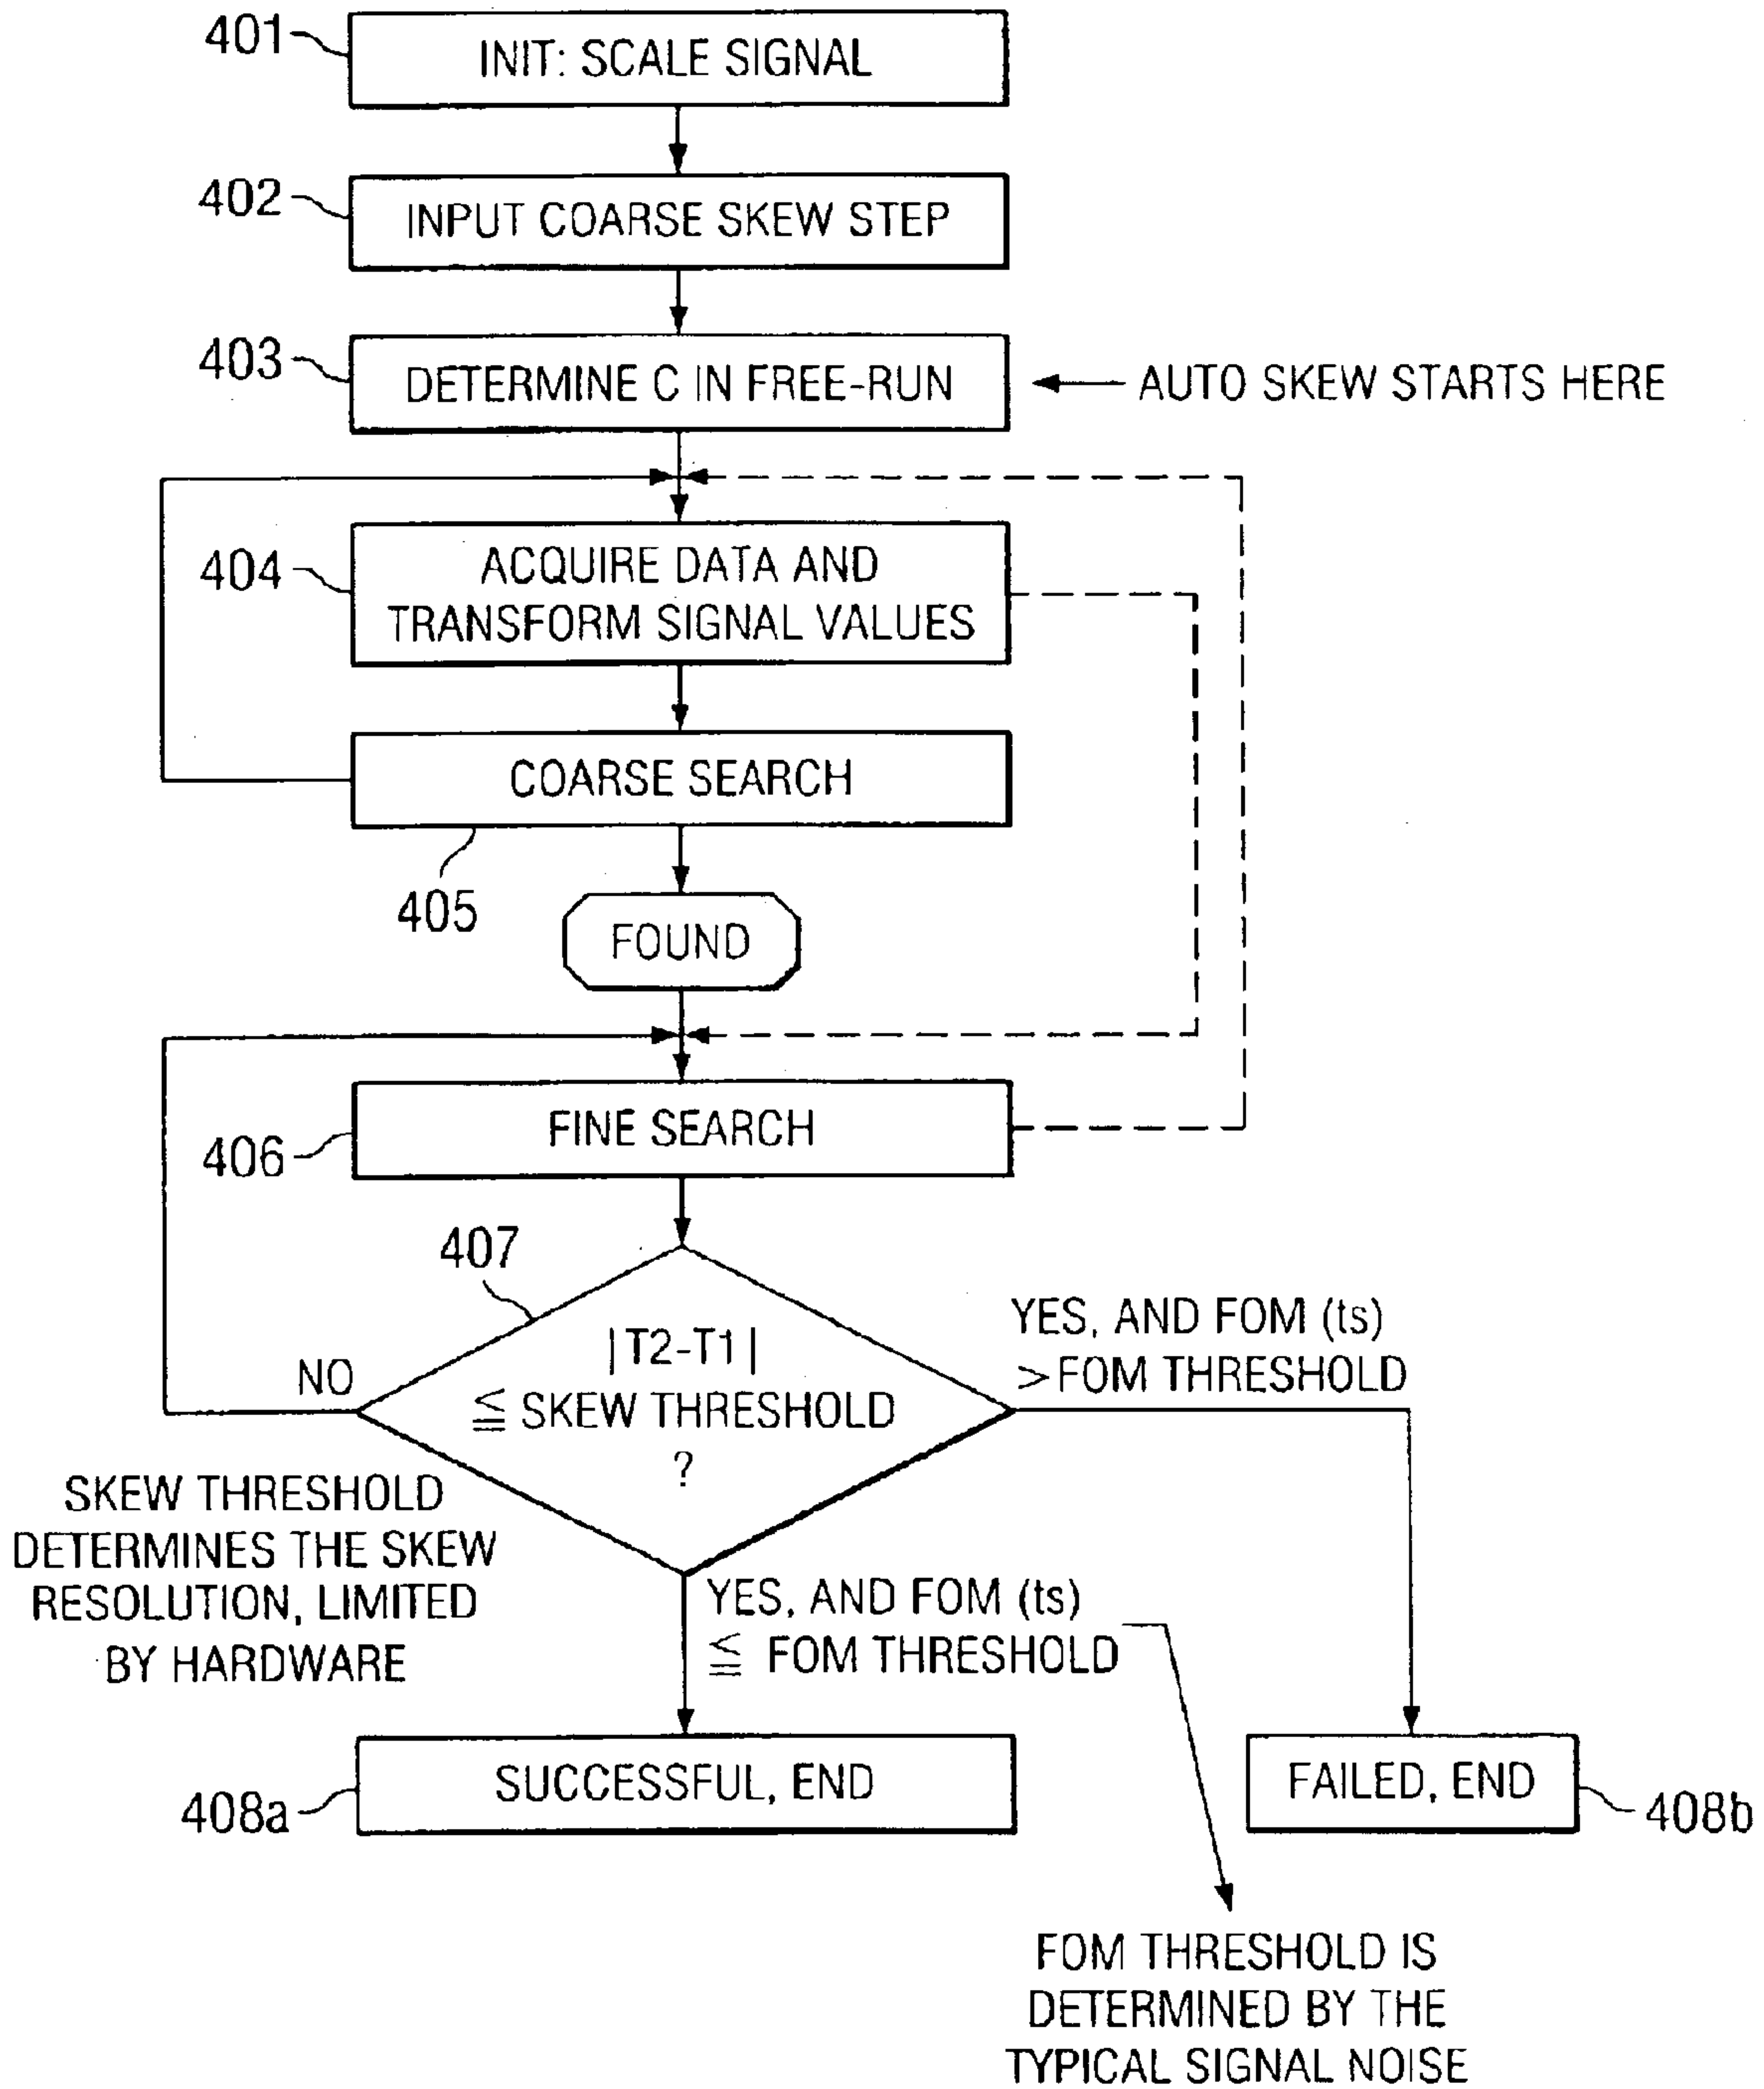 401
INIT: SCALE SIGNAL
402
INPUT COARSE SKEW STEP
403
DETERMINE C IN FREE-RUN
AUTO SKEW STARTS HERE
404
ACQUIRE DATA AND
TRANSFORM SIGNAL VALUES
COARSE SEARCH
405
FOUND
FINE SEARCH
406
407
|T2-T1|
≦ SKEW THRESHOLD
?
NO
YES, AND FOM (ts)
>FOM THRESHOLD
SKEW THRESHOLD
DETERMINES THE SKEW
RESOLUTION, LIMITED
BY HARDWARE
YES, AND FOM (ts)
≦ FOM THRESHOLD
SUCCESSFUL, END
408a
FAILED, END
408b
FOM THRESHOLD IS
DETERMINED BY THE
TYPICAL SIGNAL NOISE